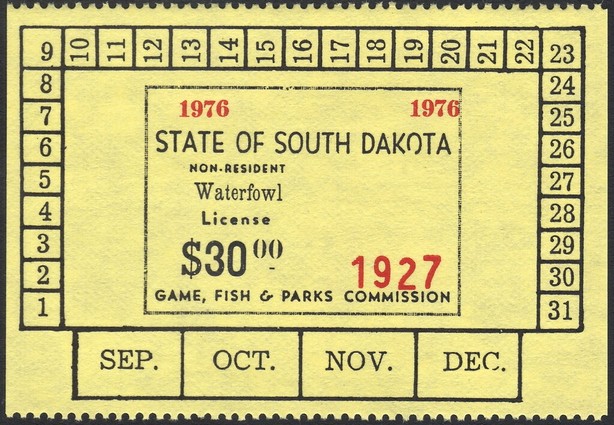 9 10 11 12 13 14 15 16 17 18 19 20 21 22 23
8 24
7 25
6 26
5 27
4 28
3 29
2 30
1 31
1976 1976
STATE OF SOUTH DAKOTA
NON-RESIDENT
Waterfowl
License
$30 00
1927
GAME, FISH & PARKS COMMISSION
SEP. OCT. NOV. DEC.